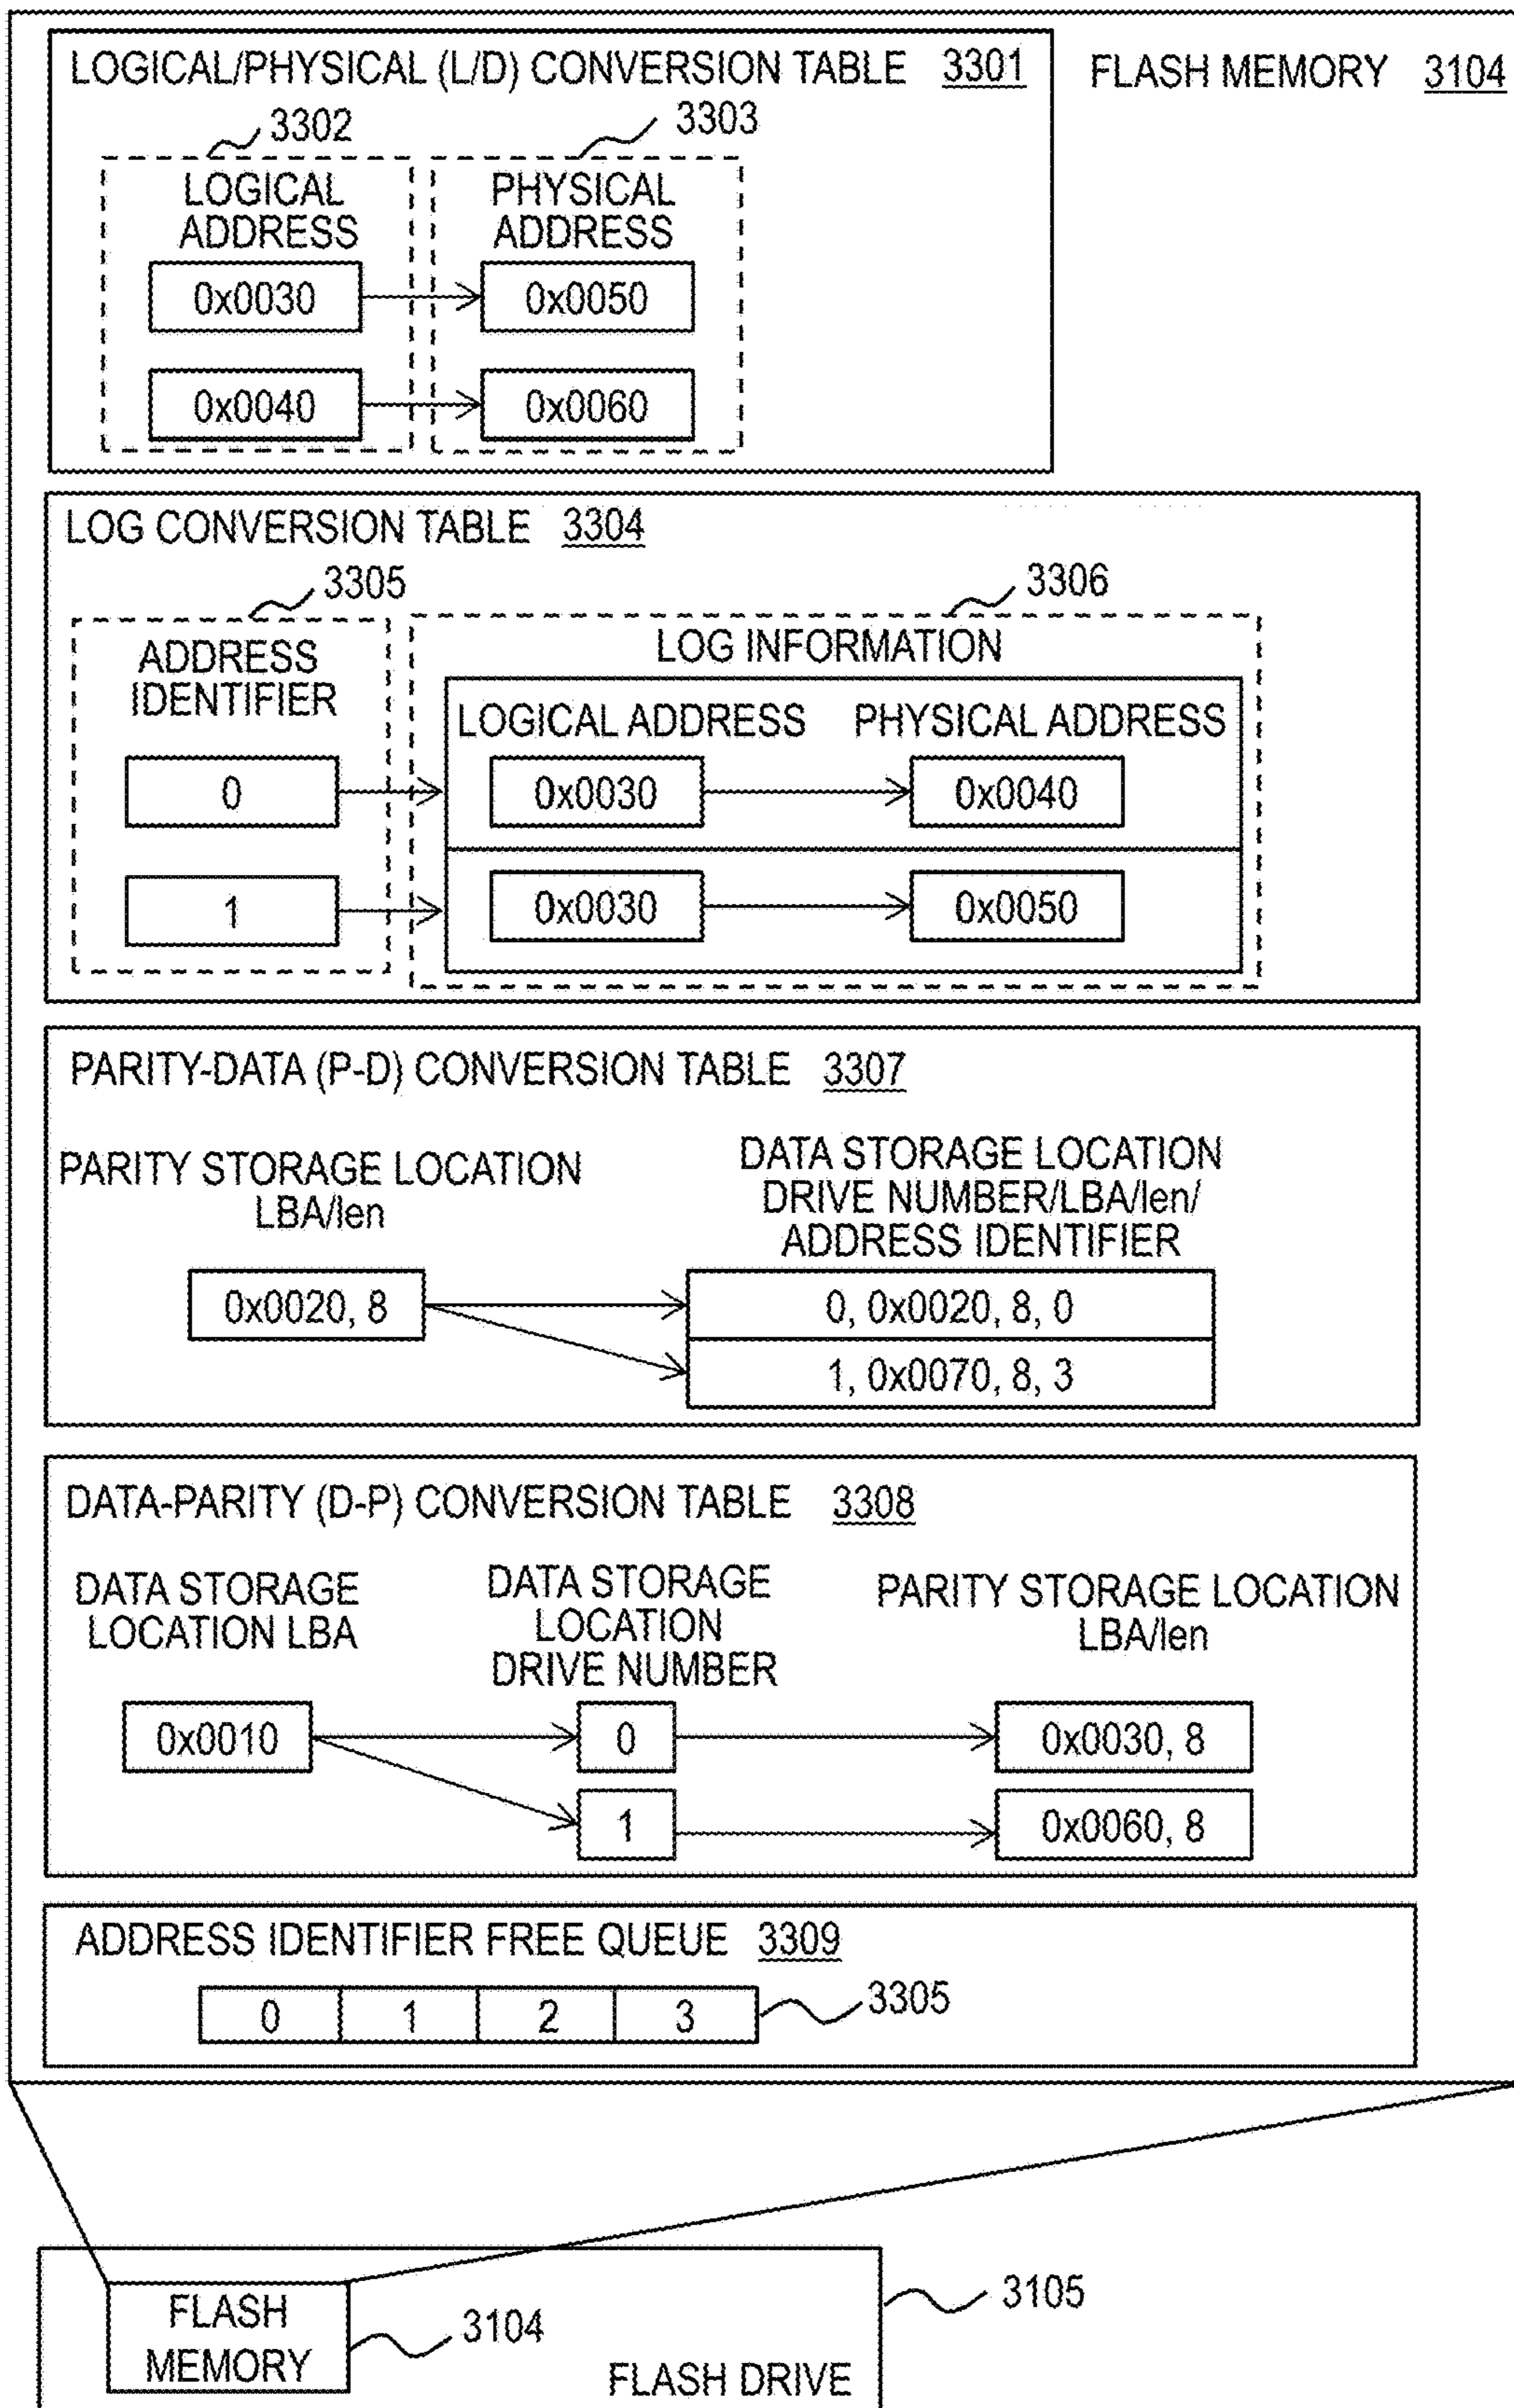 LOGICAL/PHYSICAL (L/D) CONVERSION TABLE 3301
FLASH MEMORY 3104
3302
3303
LOGICAL
ADDRESS
PHYSICAL
ADDRESS
0x0030
0x0050
0x0040
0x0060
LOG CONVERSION TABLE 3304
3305
3306
ADDRESS
IDENTIFIER
LOG INFORMATION
LOGICAL ADDRESS
PHYSICAL ADDRESS
0
0x0030
0x0040
1
0x0030
0x0050
PARITY-DATA (P-D) CONVERSION TABLE 3307
PARITY STORAGE LOCATION
LBA/len
DATA STORAGE LOCATION
DRIVE NUMBER/LBA/len/
ADDRESS IDENTIFIER
0x0020, 8
0, 0x0020, 8, 0
1, 0x0070, 8, 3
DATA-PARITY (D-P) CONVERSION TABLE 3308
DATA STORAGE
LOCATION LBA
DATA STORAGE
LOCATION
DRIVE NUMBER
PARITY STORAGE LOCATION
LBA/len
0x0010
0
0x0030, 8
1
0x0060, 8
ADDRESS IDENTIFIER FREE QUEUE 3309
0 1 2 3
3305
FLASH
MEMORY
3104
3105
FLASH DRIVE